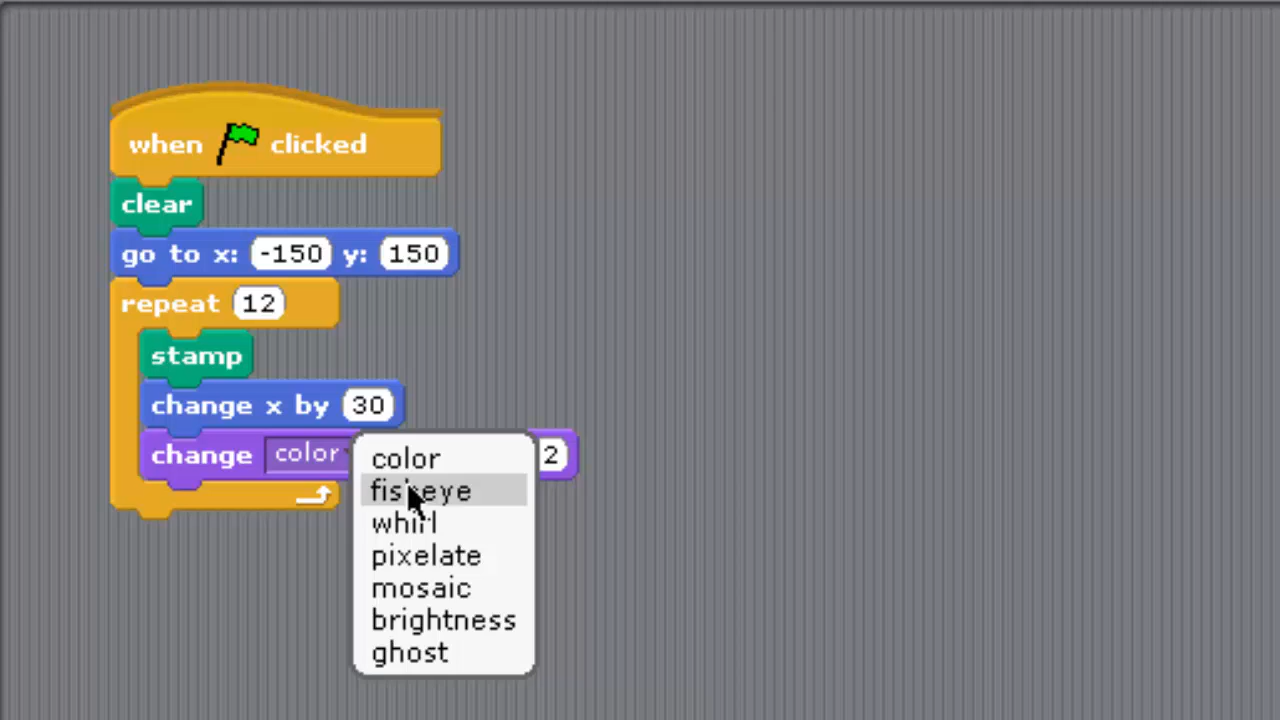 when clicked
clear
go to x: -150 y: 150
repeat 12
stamp
change x by 30
change color 2
color
fisheye
whirl
pixelate
mosaic
brightness
ghost